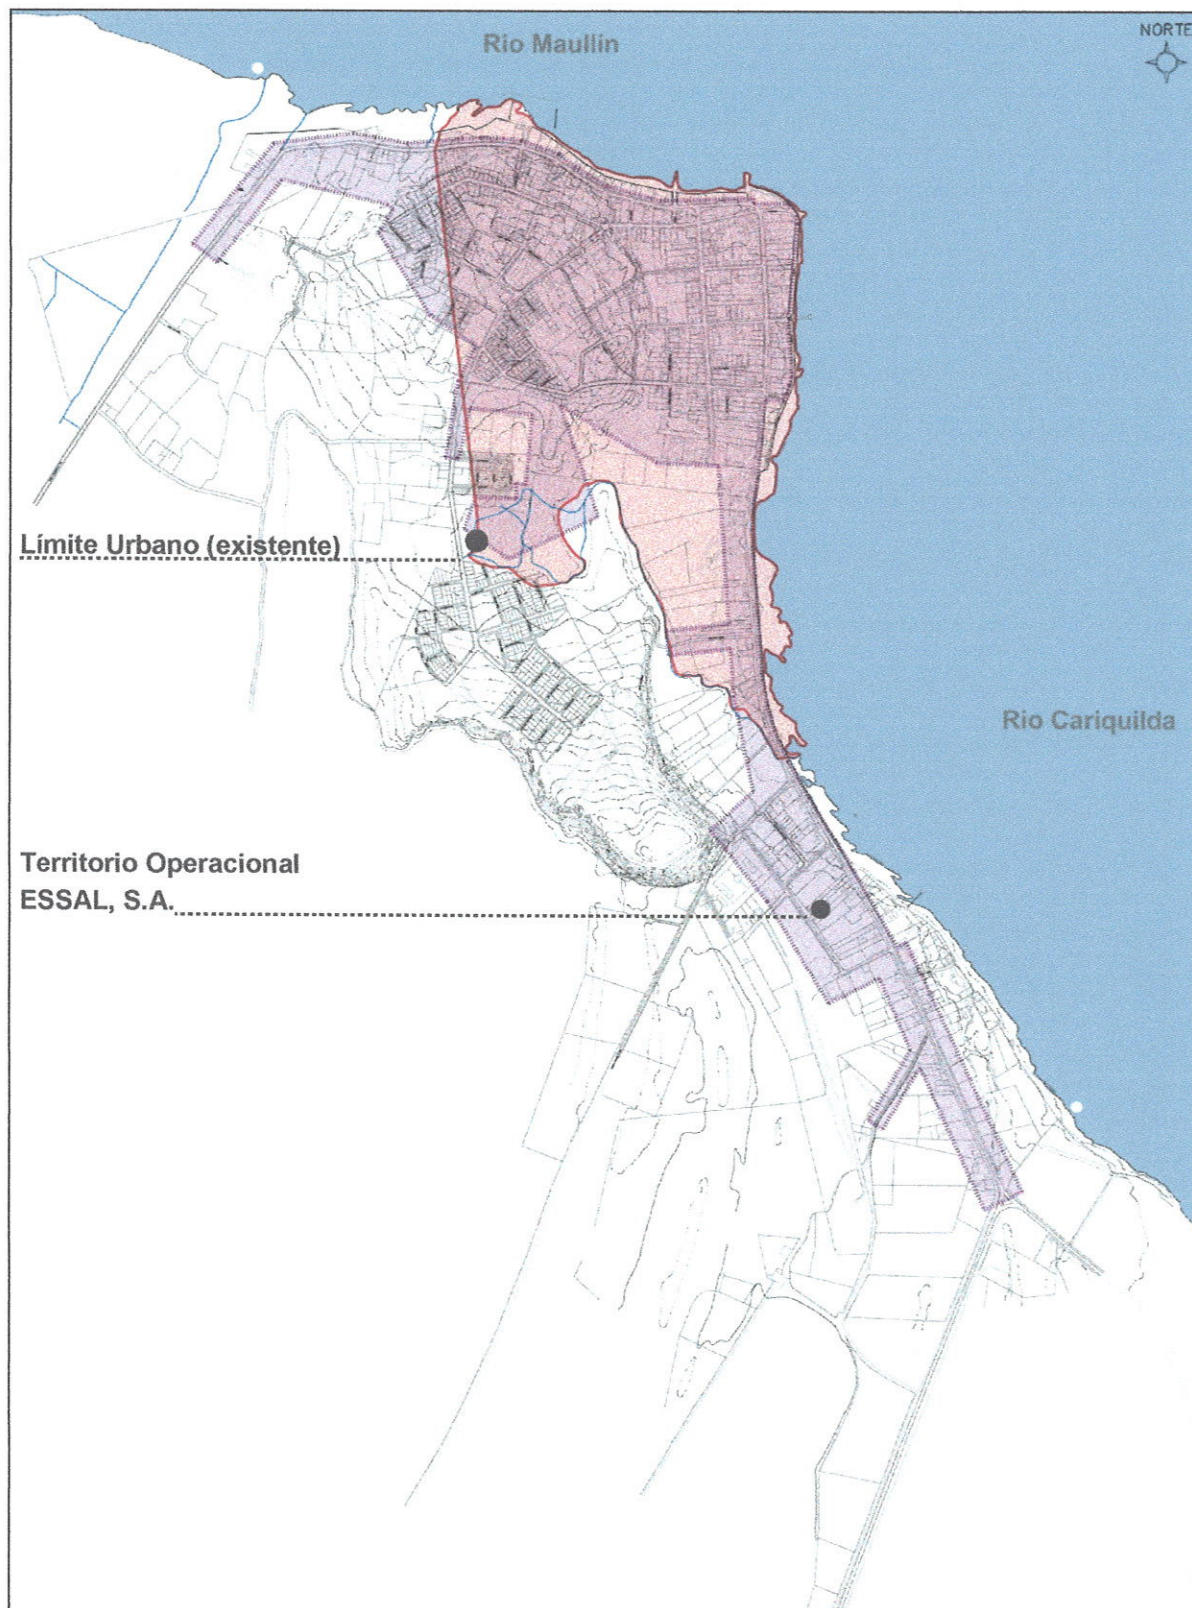 Rio Maullín
NORTE
Límite Urbano (existente)
Rio Cariquilda
Territorio Operacional
ESSAL, S.A.